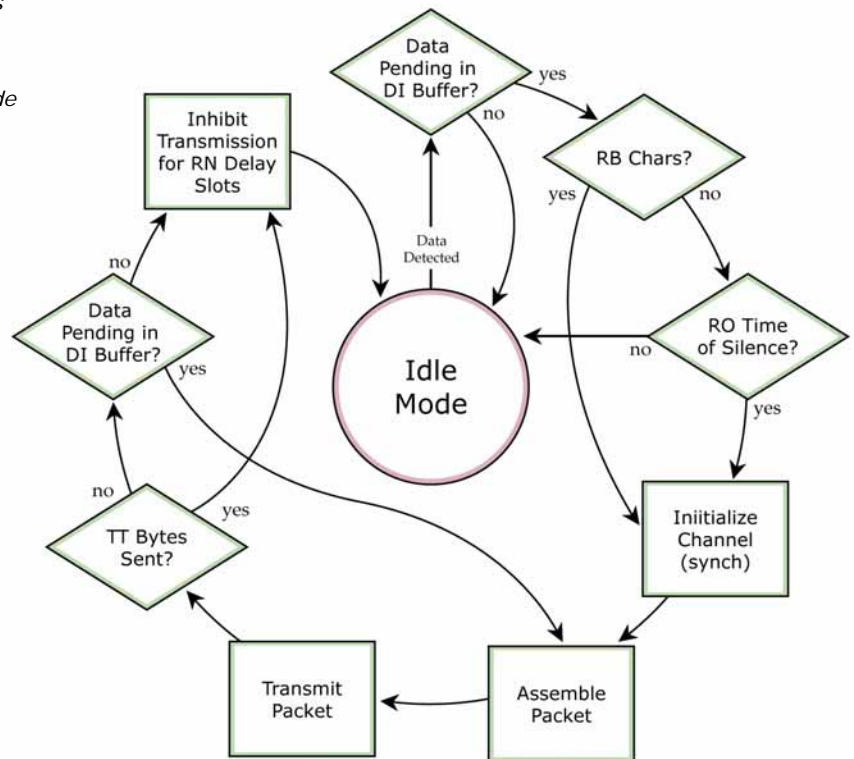 s
de
Data
Pending in
DI Buffer?
yes
no
RB Chars?
yes
no
RO Time
of Silence?
no
yes
Iniitialize
Channel
(synch)
Assemble
Packet
Transmit
Packet
TT Bytes
Sent?
no
yes
Data
Pending in
DI Buffer?
no
yes
Inhibit
Transmission
for RN Delay
Slots
Data
Detected
Idle
Mode